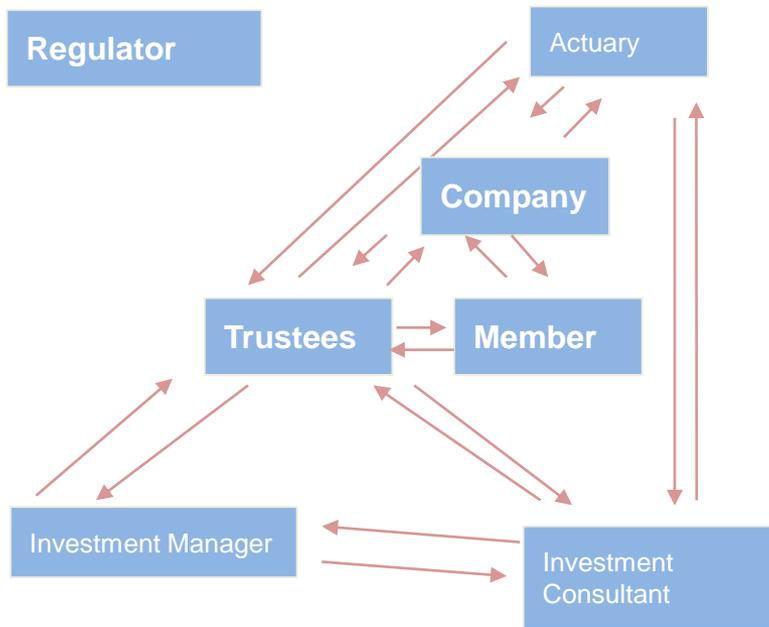 Regulator
Actuary
Company
Trustees
Member
Investment Manager
Investment
Consultant